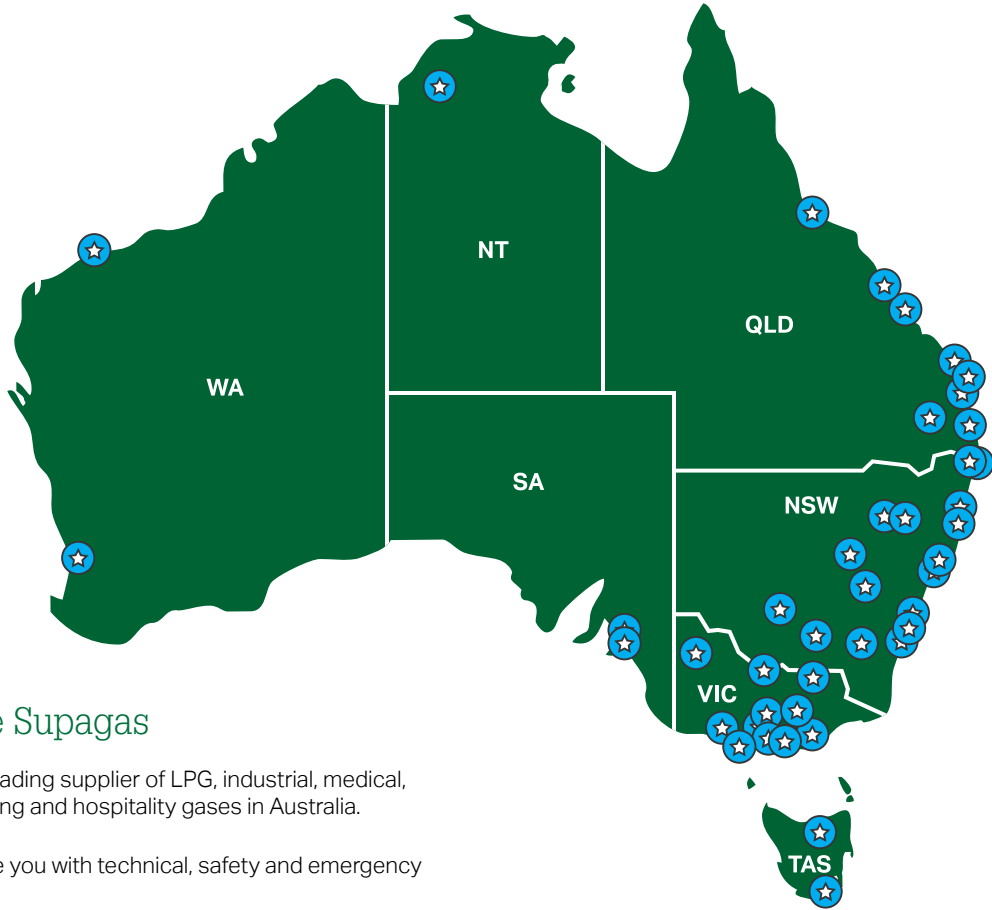 NT
QLD
WA
SA
NSW
VIC
e Supagas
ading supplier of LPG, industrial, medical,
ng and hospitality gases in Australia.
e you with technical, safety and emergency
TAS